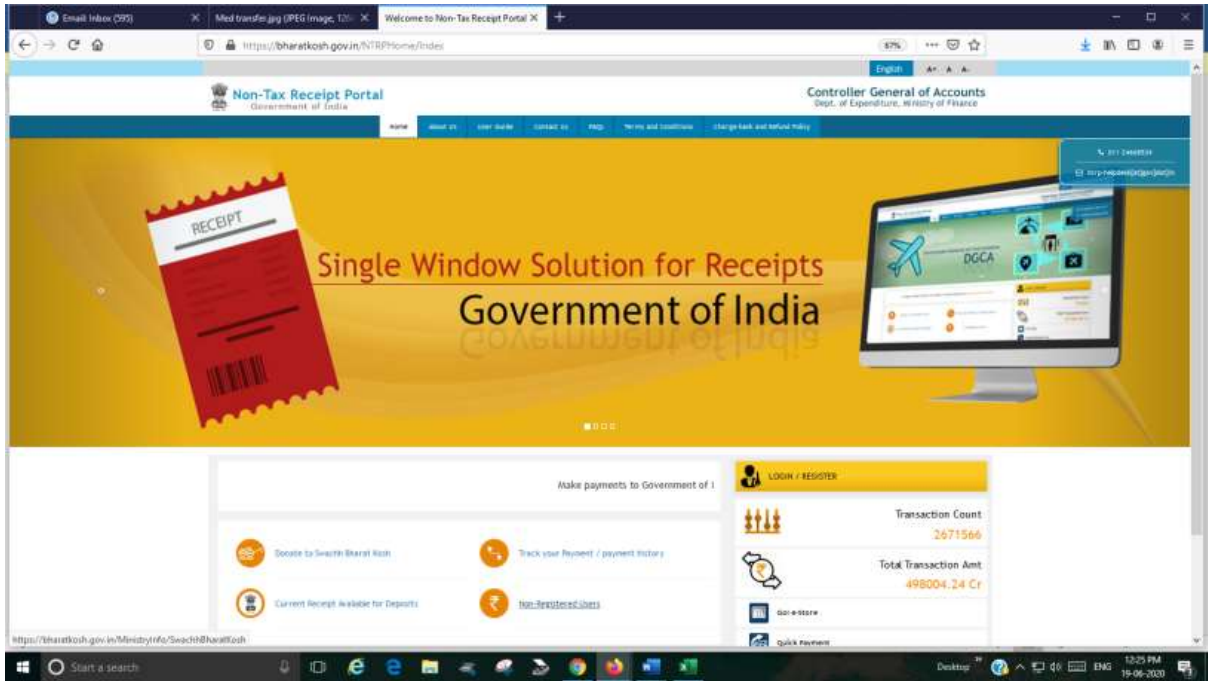 Email: Inbox (595)
Med transfer.jpg (JPEG Image, 126
Welcome to Non-Tax Receipt Portal
https://bharatkosh.gov.in/NTRPHome/Index
67%
English A+ A A-
Non-Tax Receipt Portal
Government of India
Controller General of Accounts
Dept. of Expenditure, Ministry of Finance
Home About Us User Guide Contact Us FAQs Terms and Conditions Charge back and Refund Policy
RECEIPT
Single Window Solution for Receipts
Government of India
DGCA
Make payments to Government of I
LOGIN / REGISTER
Transaction Count
2671566
Donate to Swachh Bharat Kosh
Track your Payment / payment history
Total Transaction Amt
498004.24 Cr
Current Receipt Available for Deposits
Non-Registered Users
GoI e-Store
Quick Payment
https://bharatkosh.gov.in/MinistryInfo/SwachhBharatKosh
Start a search
Desktop
ENG
12:25 PM
19-06-2020